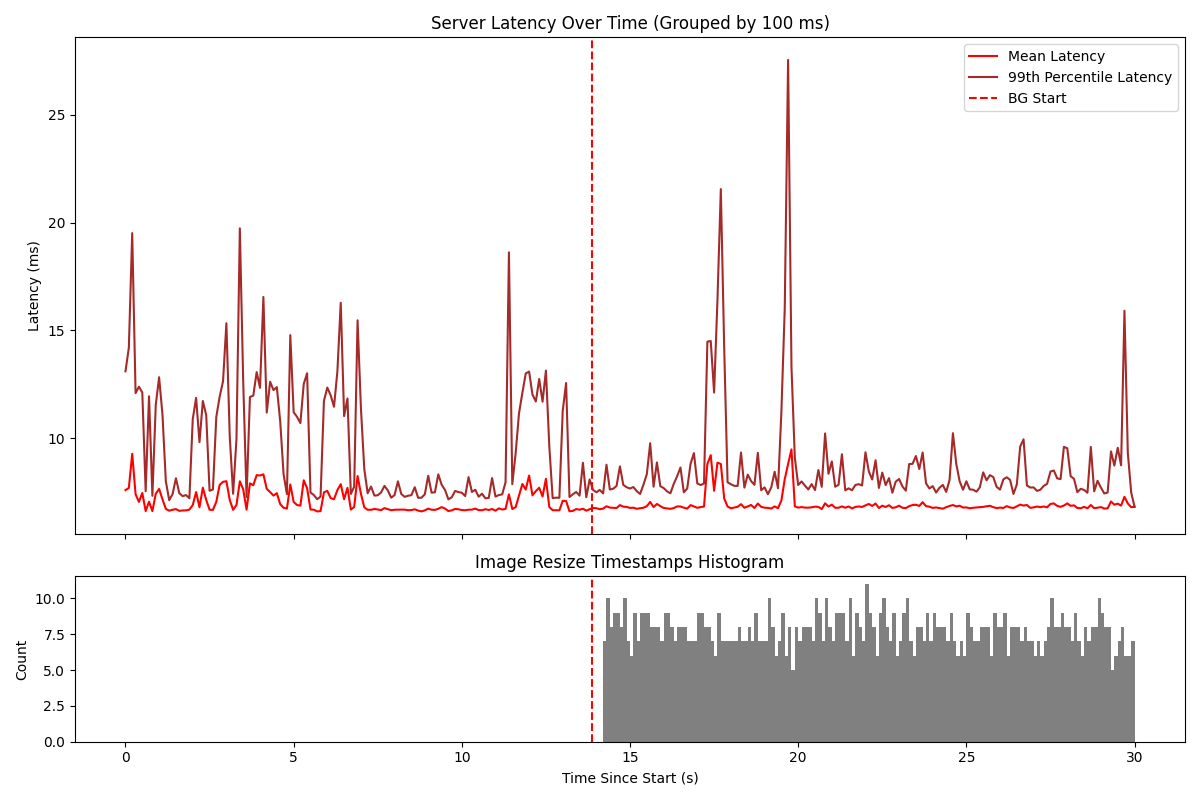 Server Latency Over Time (Grouped by 100 ms)
Mean Latency
99th Percentile Latency
BG Start
25
20
15
10
Latency (ms)
Image Resize Timestamps Histogram
10.0
7.5
5.0
2.5
0.0
Count
0 5 10 15 20 25 30
Time Since Start (s)